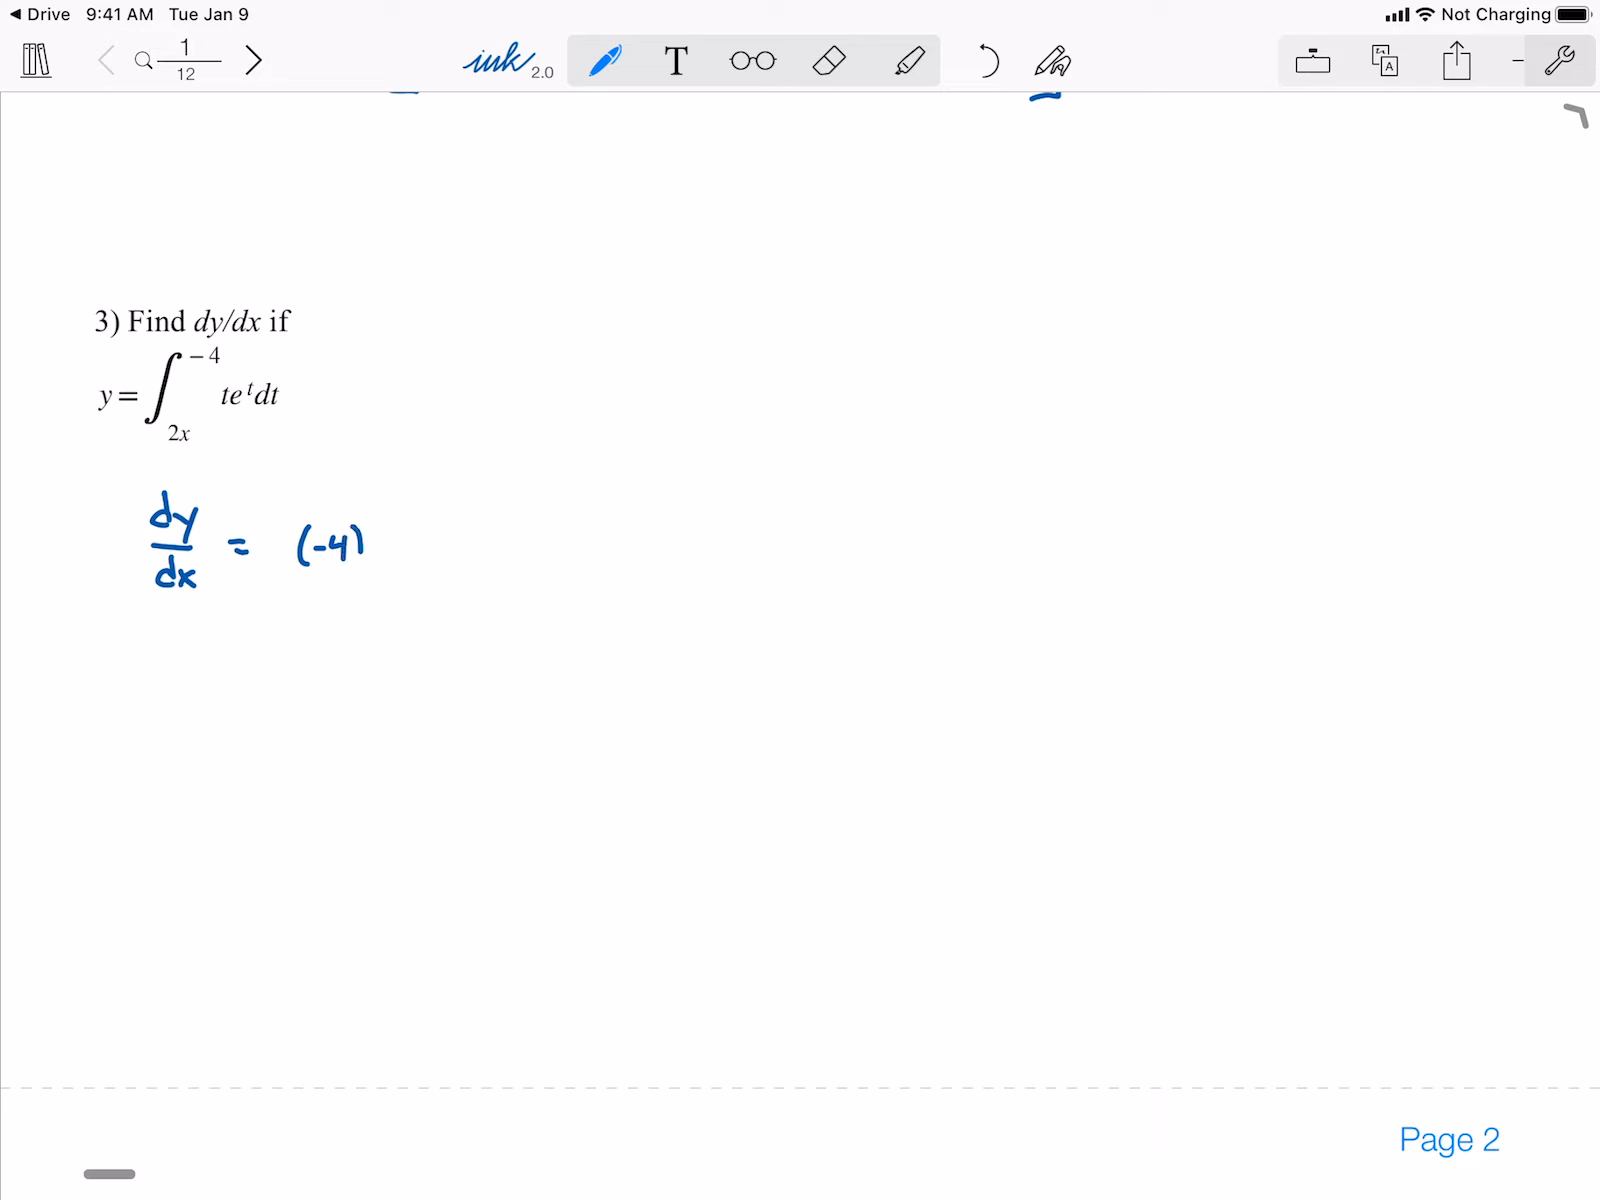 ◀ Drive 9:41 AM Tue Jan 9 Not Charging
1
12
ink 2.0 T A
3) Find dy/dx if
y = ∫_{2x}^{-4} te^t dt
dy/dx = (-4)
Page 2